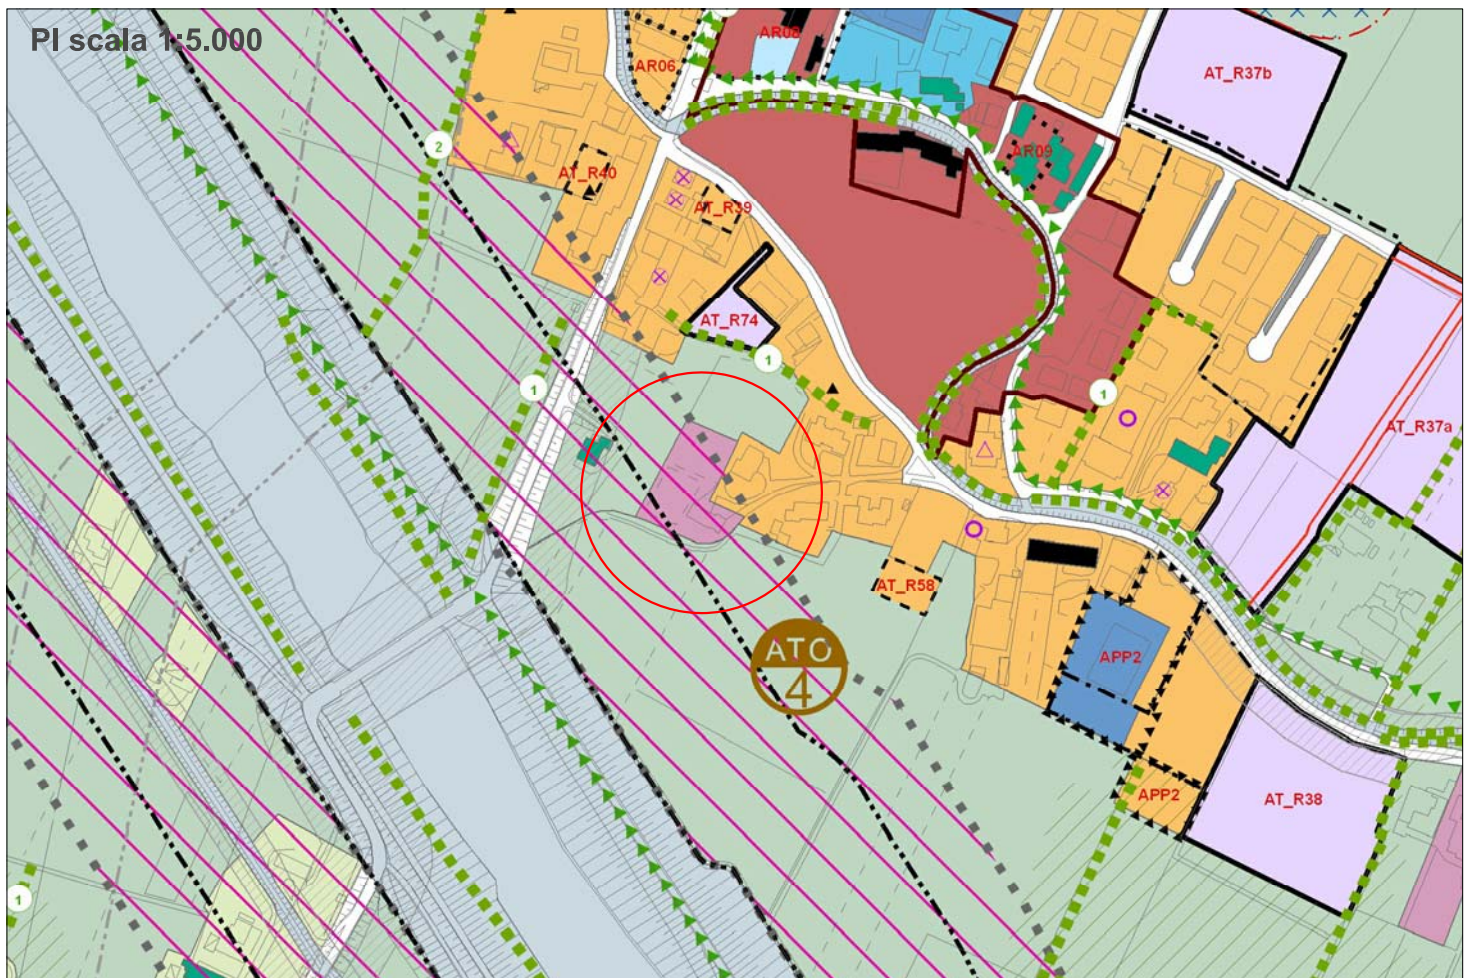 PI scala 1:5.000
AR08
AR06
AT_R37b
2
AT_R40
AR09
AT_R39
AT_R74
1
1
1
AT_R37a
AT_R58
ATO
4
APP2
APP2
AT_R38
1